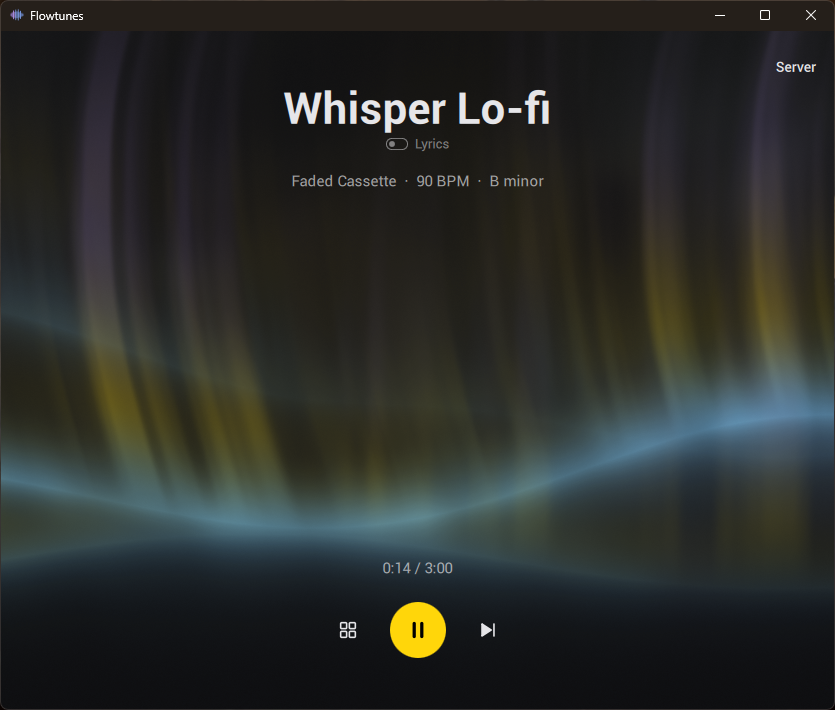 Flowtunes
Server
Whisper Lo-fi
Lyrics
Faded Cassette · 90 BPM · B minor
0:14 / 3:00